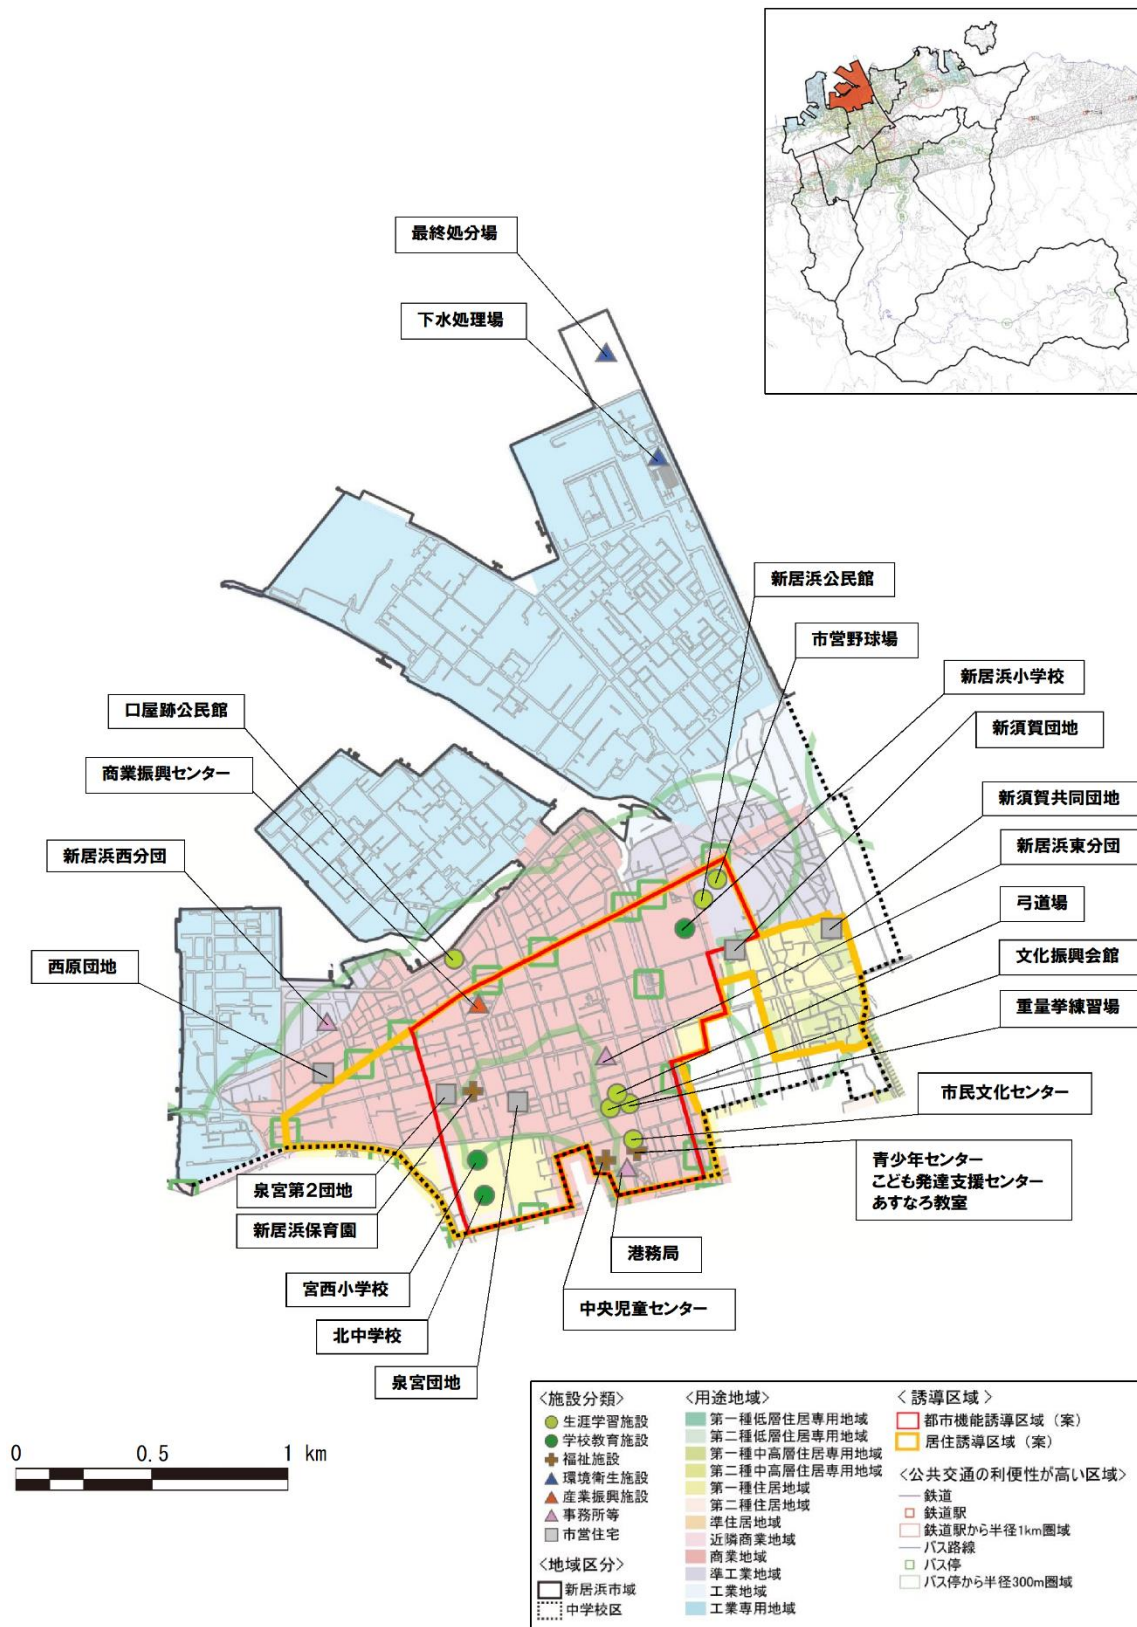 最終処分場
下水処理場
新居浜公民館
市営野球場
新居浜小学校
新須賀団地
新須賀共同団地
新居浜東分団
弓道場
文化振興会館
重量挙練習場
市民文化センター
青少年センター
こども発達支援センター
あすなろ教室
口屋跡公民館
商業振興センター
新居浜西分団
西原団地
泉宮第2団地
新居浜保育園
宮西小学校
北中学校
泉宮団地
港務局
中央児童センター
0 0.5 1 km
<施設分類>
生涯学習施設
学校教育施設
福祉施設
環境衛生施設
産業振興施設
事務所等
市営住宅
<地域区分>
新居浜市域
中学校区
<用途地域>
第一種低層住居専用地域
第二種低層住居専用地域
第一種中高層住居専用地域
第二種中高層住居専用地域
第一種住居地域
第二種住居地域
準住居地域
近隣商業地域
商業地域
準工業地域
工業地域
工業専用地域
<誘導区域>
都市機能誘導区域（案）
居住誘導区域（案）
<公共交通の利便性が高い区域>
鉄道
鉄道駅
鉄道駅から半径1km圏域
バス路線
バス停
バス停から半径300m圏域